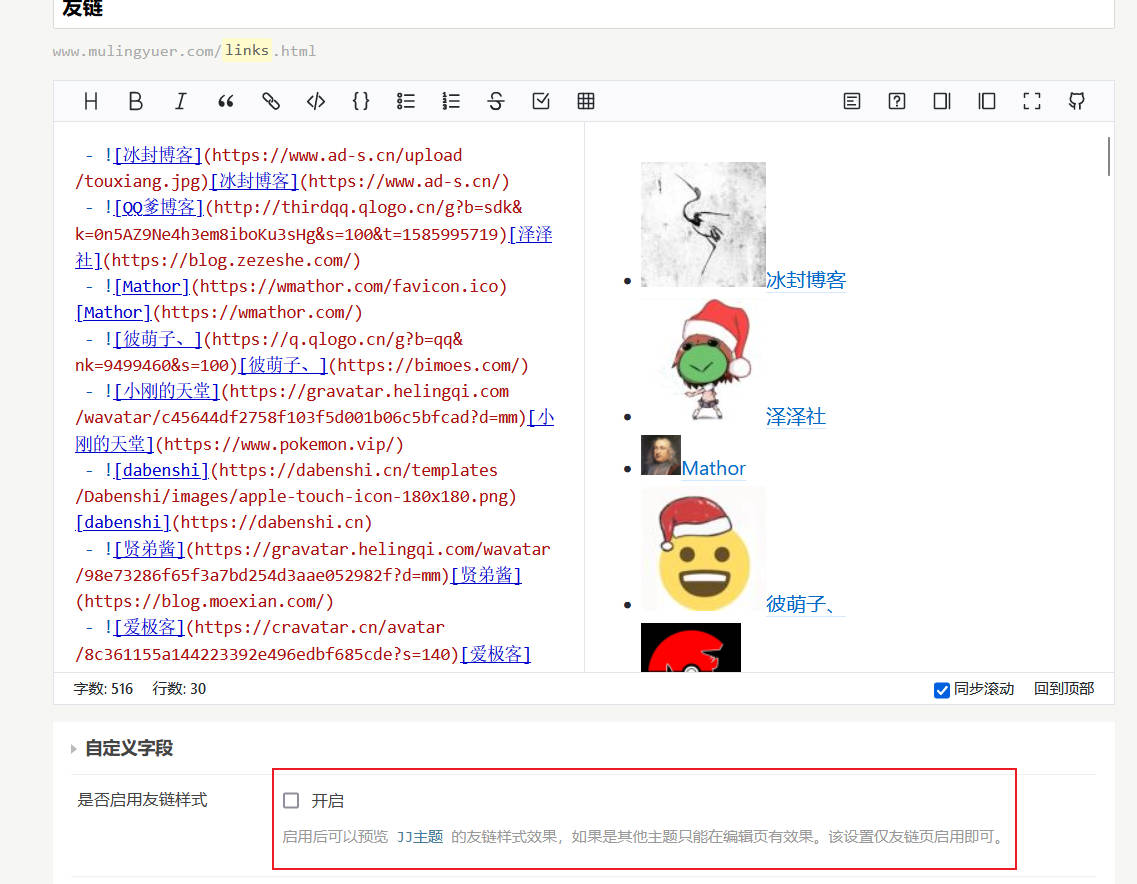 友链
www.mulingyuer.com/links.html
- ![冰封博客](https://www.ad-s.cn/upload
/touxiang.jpg)[冰封博客](https://www.ad-s.cn/)
- ![QQ爹博客](http://thirdqq.qlogo.cn/g?b=sdk&
k=0n5AZ9Ne4h3em8iboKu3sHg&s=100&t=1585995719)[泽泽
社](https://blog.zezeshe.com/)
- ![Mathor](https://wmathor.com/favicon.ico)
[Mathor](https://wmathor.com/)
- ![彼萌子、](https://q.qlogo.cn/g?b=qq&
nk=9499460&s=100)[彼萌子、](https://bimoes.com/)
- ![小刚的天堂](https://gravatar.helingqi.com
/wavatar/c45644df2758f103f5d001b06c5bfcad?d=mm)[小
刚的天堂](https://www.pokemon.vip/)
- ![dabenshi](https://dabenshi.cn/templates
/Dabenshi/images/apple-touch-icon-180x180.png)
[dabenshi](https://dabenshi.cn)
- ![贤弟酱](https://gravatar.helingqi.com/wavatar
/98e73286f65f3a7bd254d3aae052982f?d=mm)[贤弟酱]
(https://blog.moexian.com/)
- ![爱极客](https://cravatar.cn/avatar
/8c361155a144223392e496edbf685cde?s=140)[爱极客]
冰封博客
泽泽社
Mathor
彼萌子、
字数: 516 行数: 30
同步滚动 回到顶部
自定义字段
是否启用友链样式
开启
启用后可以预览 JJ主题 的友链样式效果，如果是其他主题只能在编辑页有效果。该设置仅友链页启用即可。